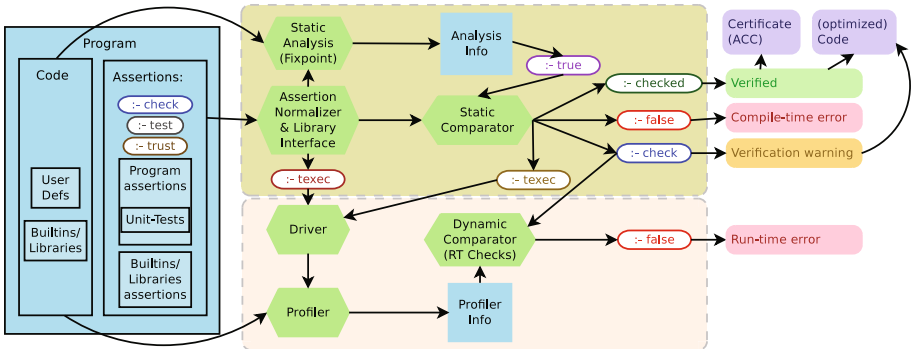 Program
Code
User
Defs
Builtins/
Libraries
Assertions:
:- check
:- test
:- trust
Program
assertions
Unit-Tests
Builtins/
Libraries
assertions
Static
Analysis
(Fixpoint)
Analysis
Info
:- true
Assertion
Normalizer
& Library
Interface
Static
Comparator
:- checked
:- false
:- check
:- texec
:- texec
Driver
Profiler
Dynamic
Comparator
(RT Checks)
Profiler
Info
:- false
Certificate
(ACC)
(optimized)
Code
Verified
Compile-time error
Verification warning
Run-time error